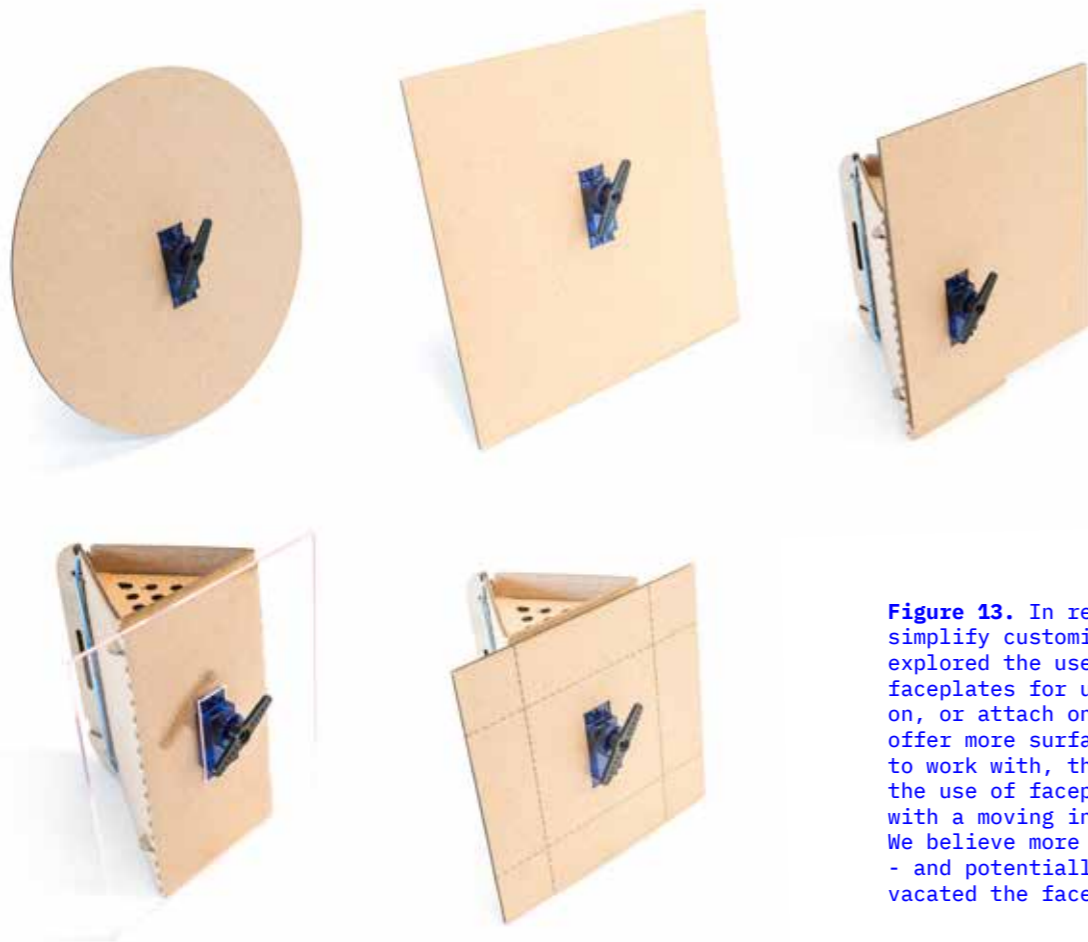 Figure 13. In re
simplify customi
explored the use
faceplates for u
on, or attach on
offer more surfa
to work with, th
the use of facep
with a moving in
We believe more
- and potentiall
vacated the face